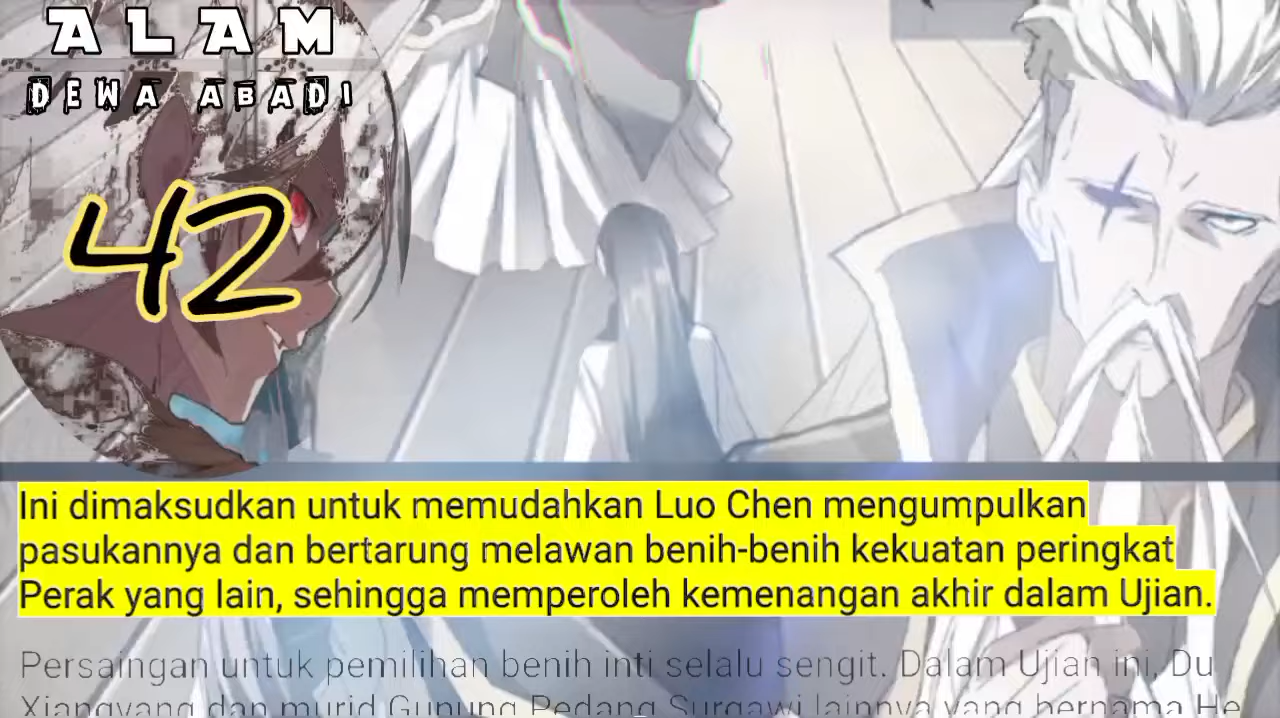 ALAM
DEWA ABADI
42
Ini dimaksudkan untuk memudahkan Luo Chen mengumpulkan
pasukannya dan bertarung melawan benih-benih kekuatan peringkat
Perak yang lain, sehingga memperoleh kemenangan akhir dalam Ujian.
Persaingan untuk pemilihan benih inti selalu sengit. Dalam Ujian ini, Du
Xiangyang dan murid Gunung Pedang Surgawi lainnya yang bernama He